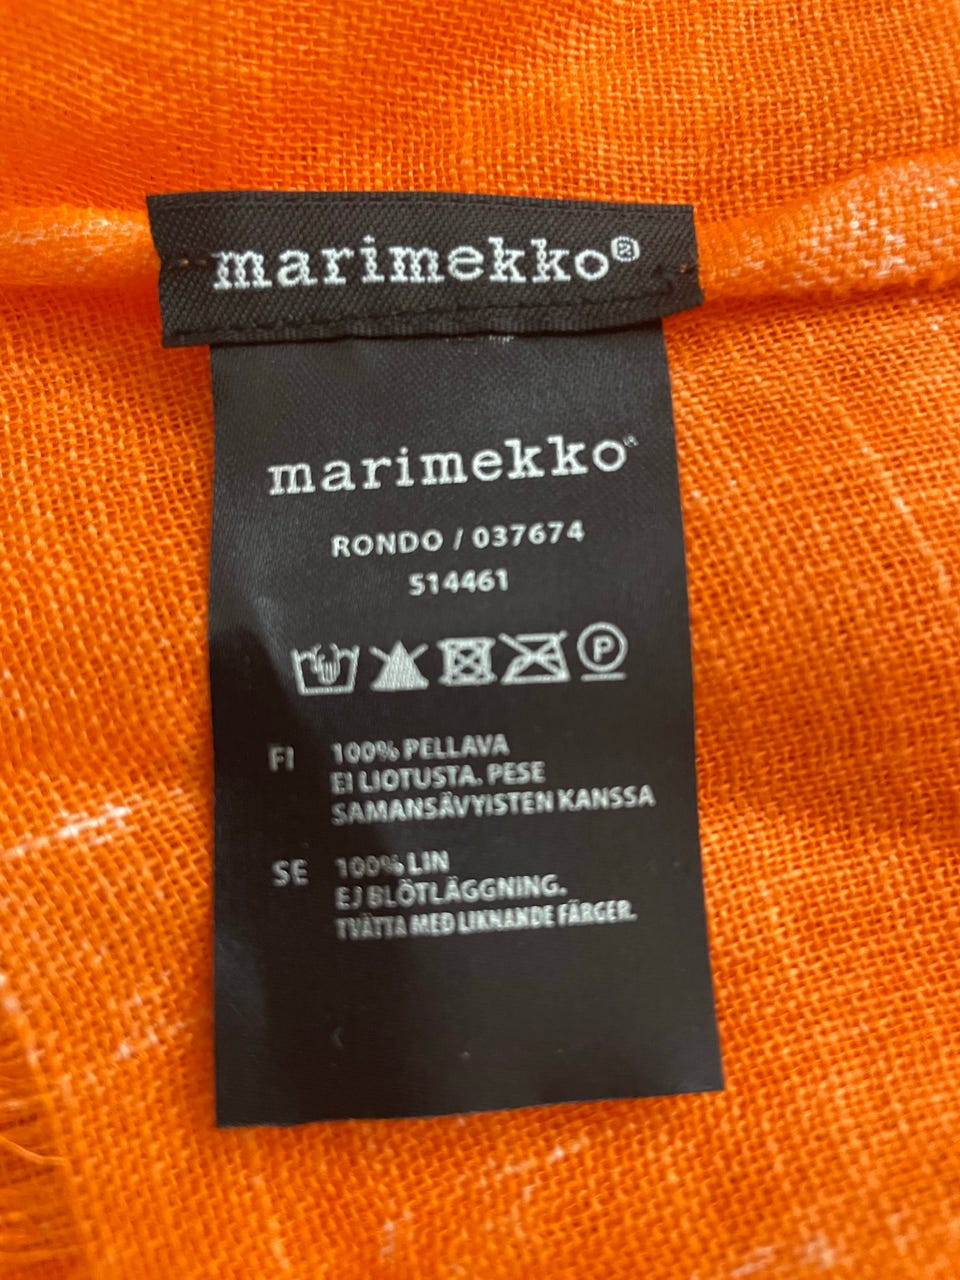 marimekko®
marimekko®
RONDO / 037674
514461
P
FI 100% PELLAVA
EI LIOTUSTA. PESE
SAMANSÄVYISTEN KANSSA
SE 100% LIN
EJ BLÖTLÄGGNING.
TVÄTTA MED LIKNANDE FÄRGER.